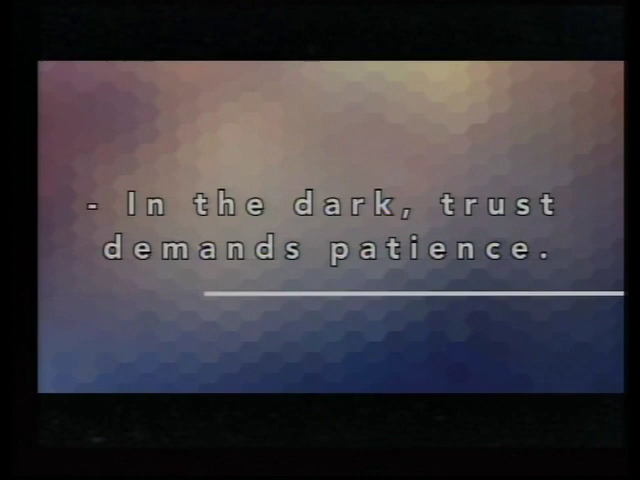 - In the dark, trust
demands patience.